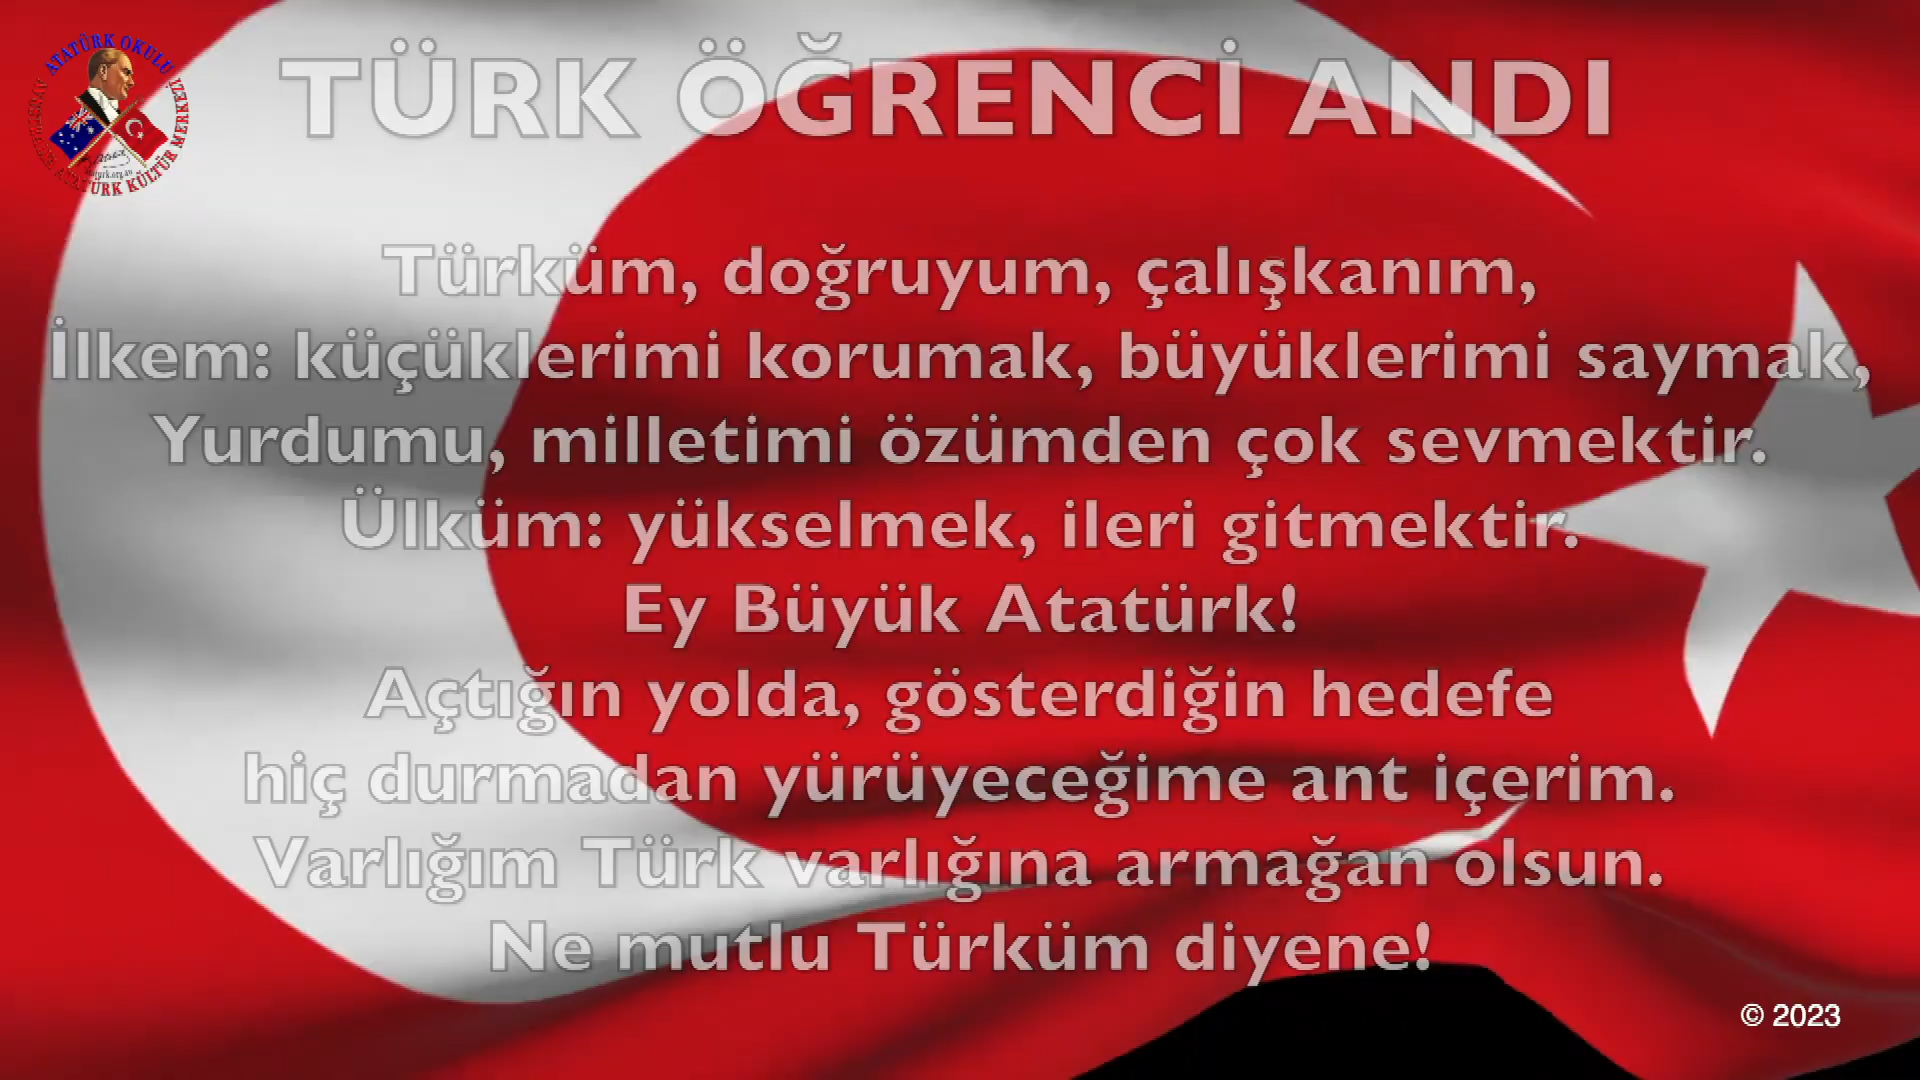 ATATÜRK OKULU
ATATÜRK KÜLTÜR MERKEZİ
TÜRK ÖĞRENCİ ANDI
Türküm, doğruyum, çalışkanım,
İlkem: küçüklerimi korumak, büyüklerimi saymak,
Yurdumu, milletimi özümden çok sevmektir.
Ülküm: yükselmek, ileri gitmektir.
Ey Büyük Atatürk!
Açtığın yolda, gösterdiğin hedefe
hiç durmadan yürüyeceğime ant içerim.
Varlığım Türk varlığına armağan olsun.
Ne mutlu Türküm diyene!
© 2023